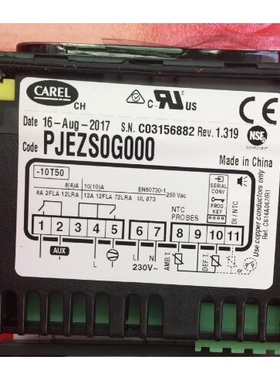 CAREL
CH
C US
NSF
Date 16-Aug-2017 S.N. C03156882 Rev. 1.319
Code PJEZS0G000
Made in China
-10T50
8(4)A 10(10)A EN60730-1
8A 2FLA 12LRA 12A 12FLA 72LRA UL 873 250 Vac
SERIAL CONV.
PROG KEY
NTC PROBES
DI / NTC
Use copper conductors only
1 2 3 4 5 6 7 8 9 10 11
AUX
L N
230V~
AMB.T.
DEF.T.